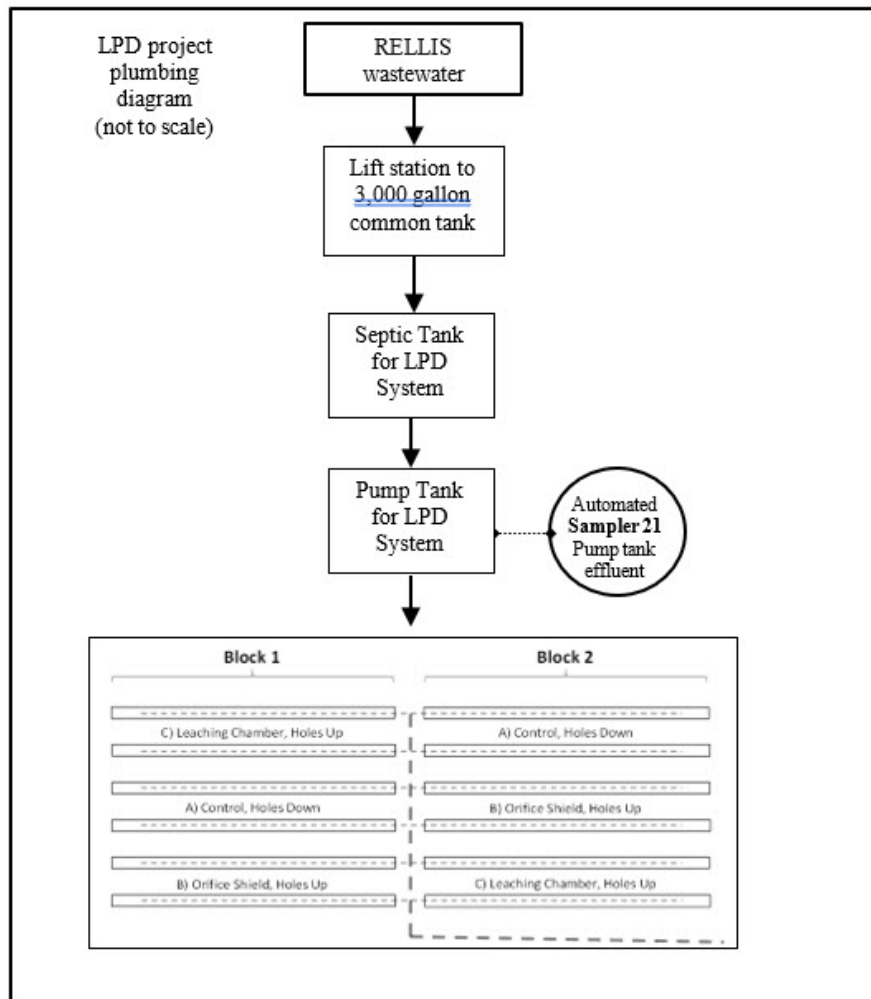 LPD project
plumbing
diagram
(not to scale)
RELLIS
wastewater
Lift station to
3,000 gallon
common tank
Septic Tank
for LPD
System
Pump Tank
for LPD
System
Automated
Sampler 21
Pump tank
effluent
Block 1
Block 2
C) Leaching Chamber, Holes Up
A) Control, Holes Down
A) Control, Holes Down
B) Orifice Shield, Holes Up
B) Orifice Shield, Holes Up
C) Leaching Chamber, Holes Up